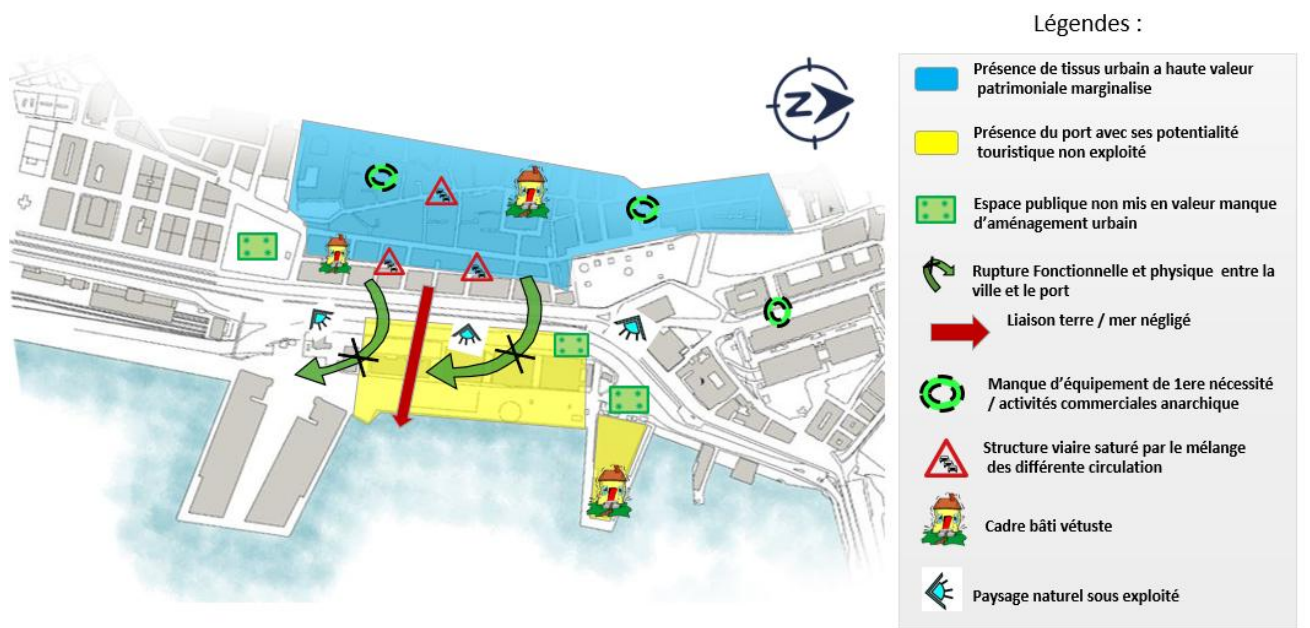 Légendes :
Présence de tissus urbain a haute valeur
patrimoniale marginalise
Présence du port avec ses potentialité
touristique non exploité
Espace publique non mis en valeur manque
d'aménagement urbain
Rupture Fonctionnelle et physique entre la
ville et le port
Liaison terre / mer négligé
Manque d'équipement de 1ere nécessité
/ activités commerciales anarchique
Structure viaire saturé par le mélange
des différente circulation
Cadre bâti vétuste
Paysage naturel sous exploité
Z